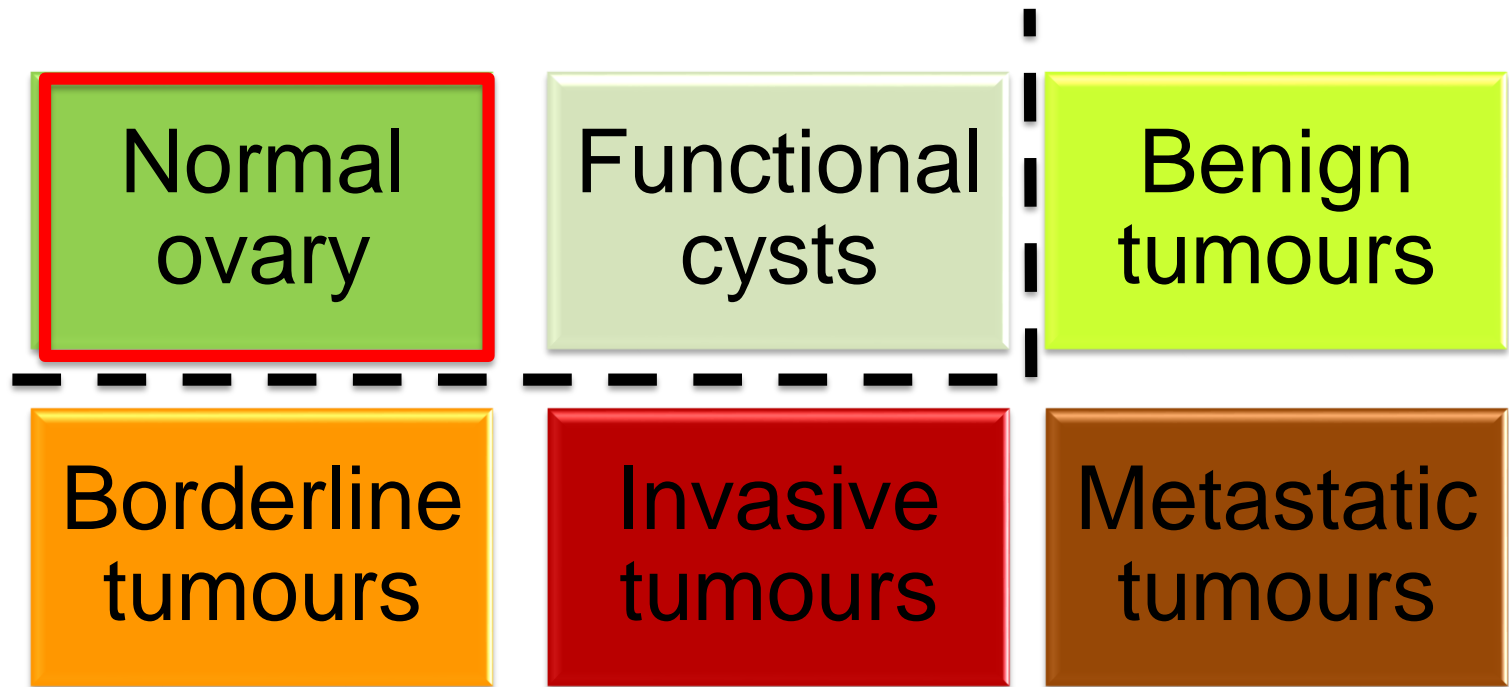 Normal
ovary
Functional
cysts
Benign
tumours
Borderline
tumours
Invasive
tumours
Metastatic
tumours